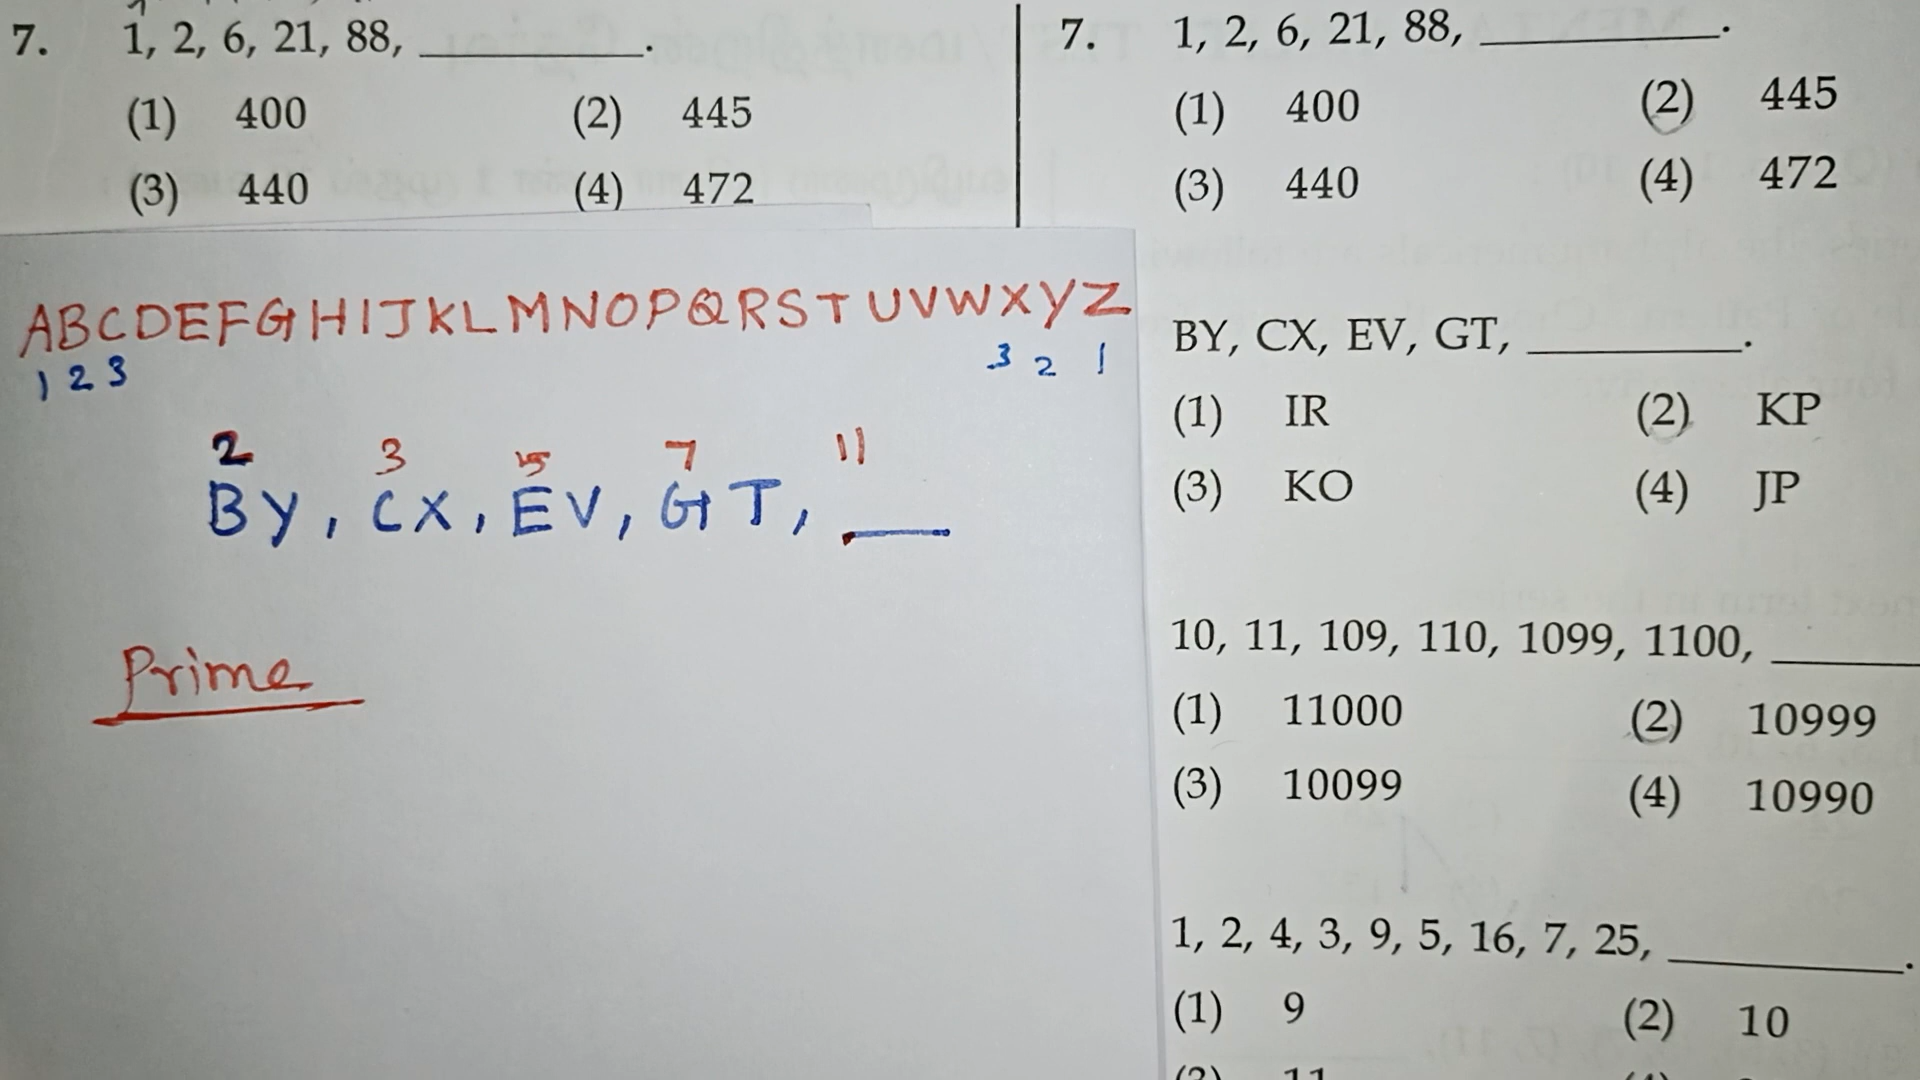 7. 1, 2, 6, 21, 88, ________.
(1) 400 (2) 445
(3) 440 (4) 472
ABCDEFGHIJKLMNOPQRSTUVWXYZ
1 2 3 3 2 1
2 3 5 7 11
BY, CX, EV, GT, __
Prime
7. 1, 2, 6, 21, 88, ________.
(1) 400 (2) 445
(3) 440 (4) 472
BY, CX, EV, GT, ________.
(1) IR (2) KP
(3) KO (4) JP
10, 11, 109, 110, 1099, 1100, ______
(1) 11000 (2) 10999
(3) 10099 (4) 10990
1, 2, 4, 3, 9, 5, 16, 7, 25, ________.
(1) 9 (2) 10
(3) 11